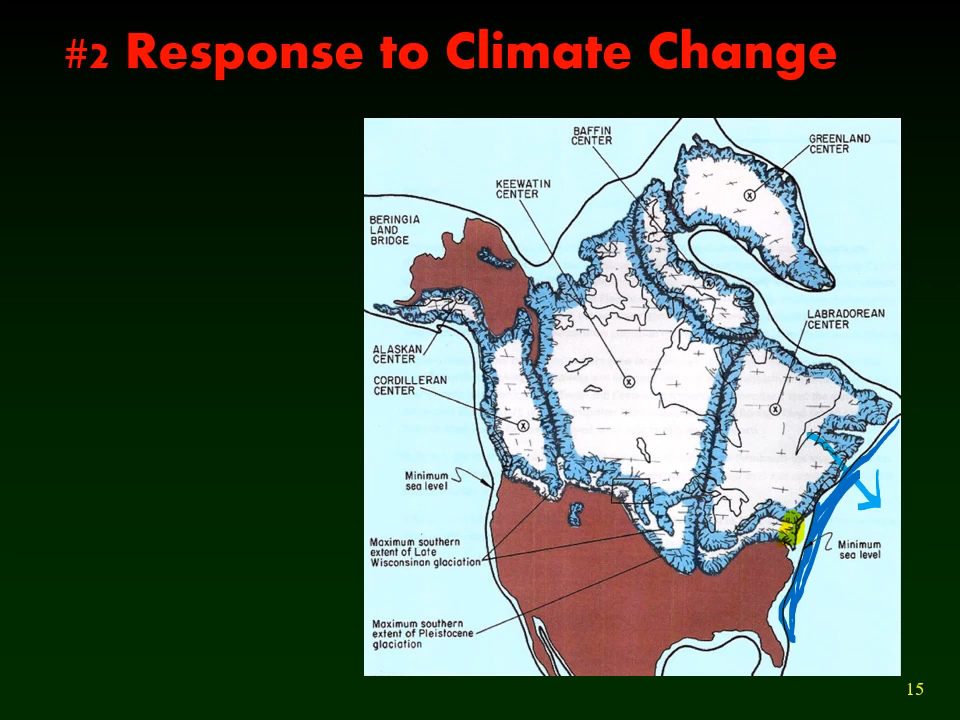 #2 Response to Climate Change
BAFFIN
CENTER
GREENLAND
CENTER
KEEWATIN
CENTER
BERINGIA
LAND
BRIDGE
LABRADOREAN
CENTER
ALASKAN
CENTER
CORDILLERAN
CENTER
Minimum
sea level
Maximum southern
extent of Late
Wisconsinan glaciation
Minimum
sea level
Maximum southern
extent of Pleistocene
glaciation
x
x
x
x
x
x
15